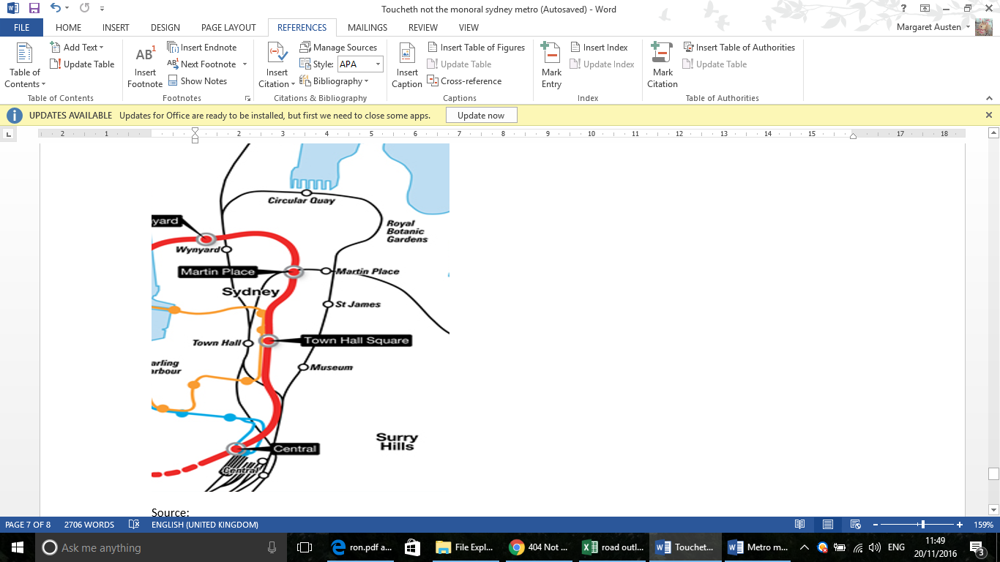 Toucheth not the monoral sydney metro (Autosaved) - Word
FILE HOME INSERT DESIGN PAGE LAYOUT REFERENCES MAILINGS REVIEW VIEW Margaret Austen
Table of Contents
Add Text
Update Table
Table of Contents
AB1
Insert Footnote
Insert Endnote
AB1 Next Footnote
Show Notes
Footnotes
Insert Citation
Manage Sources
Style: APA
Bibliography
Citations & Bibliography
Insert Caption
Insert Table of Figures
Update Table
Cross-reference
Captions
Mark Entry
Insert Index
Update Index
Index
Mark Citation
Insert Table of Authorities
Update Table
Table of Authorities
UPDATES AVAILABLE Updates for Office are ready to be installed, but first we need to close some apps. Update now
2 1 1 2 3 4 5 6 7 8 9 10 11 12 13 14 15 17 18
Circular Quay
Royal
Botanic
Gardens
yard
Wynyard
Martin Place
Martin Place
Sydney
St James
Town Hall
Town Hall Square
arling
arbour
Museum
Surry
Hills
Central
Central
Source:
PAGE 7 OF 8 2706 WORDS ENGLISH (UNITED KINGDOM) 159%
Ask me anything
ron.pdf a...
File Expl...
404 Not ...
road outl...
Touchet...
Metro m...
ENG
11:49
20/11/2016
3